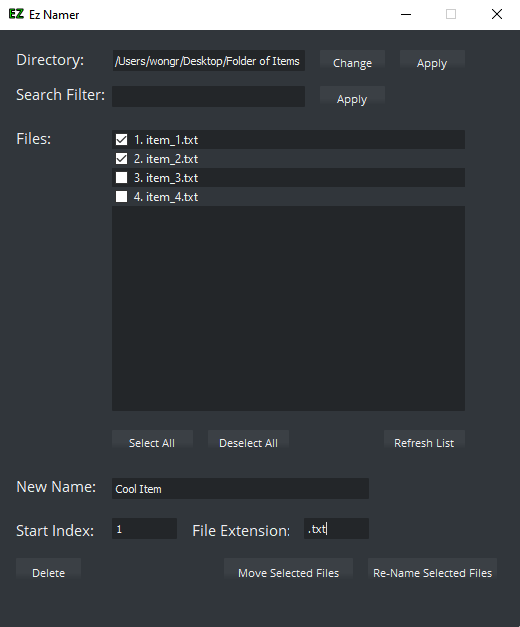 EZ Ez Namer
Directory: /Users/wongr/Desktop/Folder of Items Change Apply
Search Filter: Apply
Files: 1. item_1.txt
2. item_2.txt
3. item_3.txt
4. item_4.txt
Select All Deselect All Refresh List
New Name: Cool Item
Start Index: 1 File Extension: .txt
Delete Move Selected Files Re-Name Selected Files